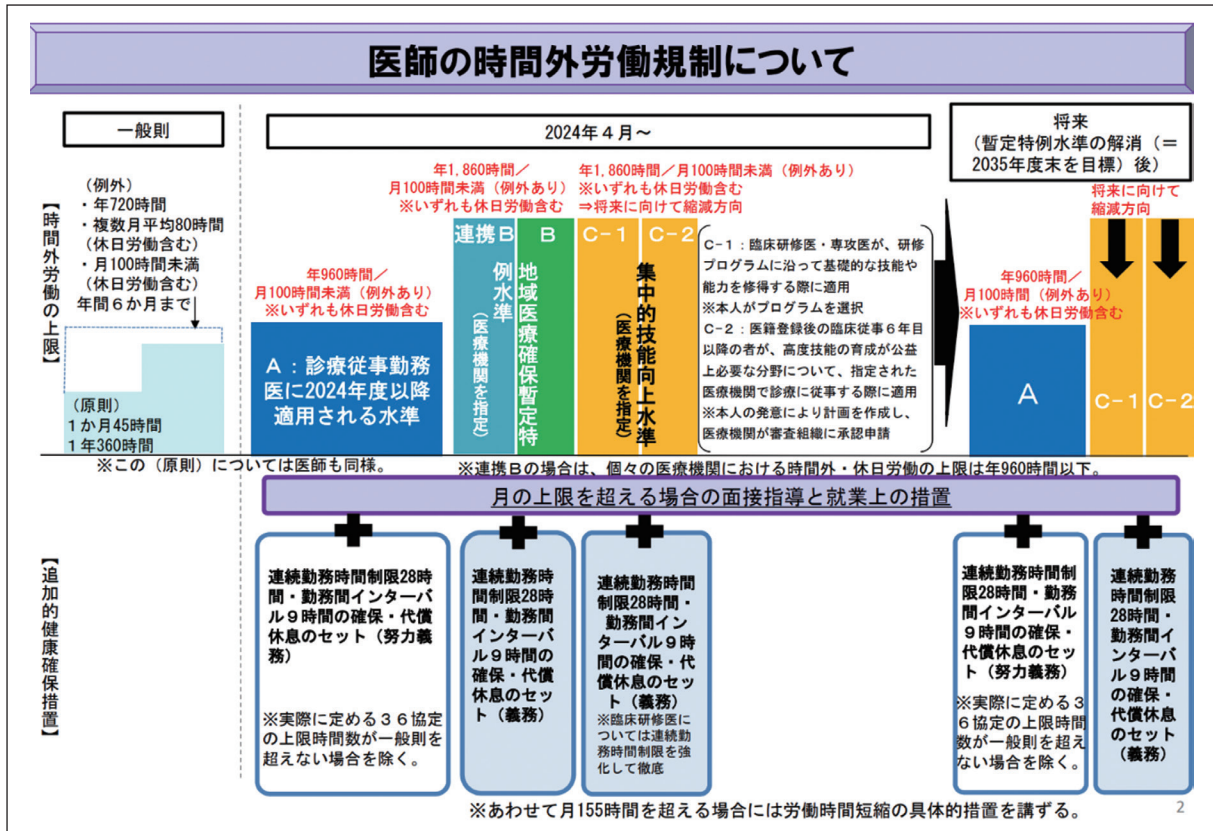 医師の時間外労働規制について
一般則
2024年４月～
将来
（暫定特例水準の解消（＝
2035年度末を目標）後）
【時間外労働の上限】
（例外）
・年720時間
・複数月平均80時間
（休日労働含む）
・月100時間未満
（休日労働含む）
年間６か月まで
（原則）
１か月45時間
１年360時間
※この（原則）については医師も同様。
年960時間／
月100時間未満（例外あり）
※いずれも休日労働含む
Ａ：診療従事勤務
医に2024年度以降
適用される水準
年1,860時間／
月100時間未満（例外あり）
※いずれも休日労働含む
連携Ｂ
Ｂ
地域医療確保暫定特
例水準
（医療機関を指定）
年1,860時間／月100時間未満（例外あり）
※いずれも休日労働含む
⇒将来に向けて縮減方向
Ｃ－１
Ｃ－２
集中的技能向上水準
（医療機関を指定）
Ｃ－１：臨床研修医・専攻医が、研修
プログラムに沿って基礎的な技能や
能力を修得する際に適用
※本人がプログラムを選択
Ｃ－２：医籍登録後の臨床従事６年目
以降の者が、高度技能の育成が公益
上必要な分野について、指定された
医療機関で診療に従事する際に適用
※本人の発意により計画を作成し、
医療機関が審査組織に承認申請
年960時間／
月100時間（例外あり）
※いずれも休日労働含む
Ａ
将来に向けて
縮減方向
Ｃ－１
Ｃ－２
※連携Ｂの場合は、個々の医療機関における時間外・休日労働の上限は年960時間以下。
月の上限を超える場合の面接指導と就業上の措置
【追加的健康確保措置】
連続勤務時間制限28時
間・勤務間インターバ
ル９時間の確保・代償
休息のセット（努力義
務）
※実際に定める３６協定
の上限時間数が一般則を
超えない場合を除く。
連続勤務時
間制限28時
間・勤務間
インターバ
ル９時間の
確保・代償
休息のセッ
ト（義務）
連続勤務時間
制限28時間・
勤務間イン
ターバル９時
間の確保・代
償休息のセッ
ト（義務）
※臨床研修医に
ついては連続勤
務時間制限を強
化して徹底
連続勤務時間制
限28時間・勤務
間インターバル
９時間の確保・
代償休息のセッ
ト（努力義務）
※実際に定める３
６協定の上限時間
数が一般則を超え
ない場合を除く。
連続勤務
時間制限
28時間・
勤務間イ
ンターバ
ル９時間
の確保・
代償休息
のセット
（義務）
※あわせて月155時間を超える場合には労働時間短縮の具体的措置を講ずる。
2